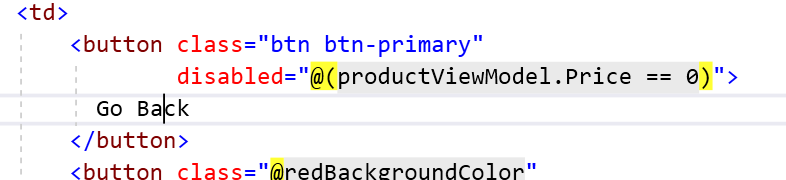 <td>
<button class="btn btn-primary"
disabled="@(productViewModel.Price == 0)">
Go Back
</button>
<button class="@redBackgroundColor"